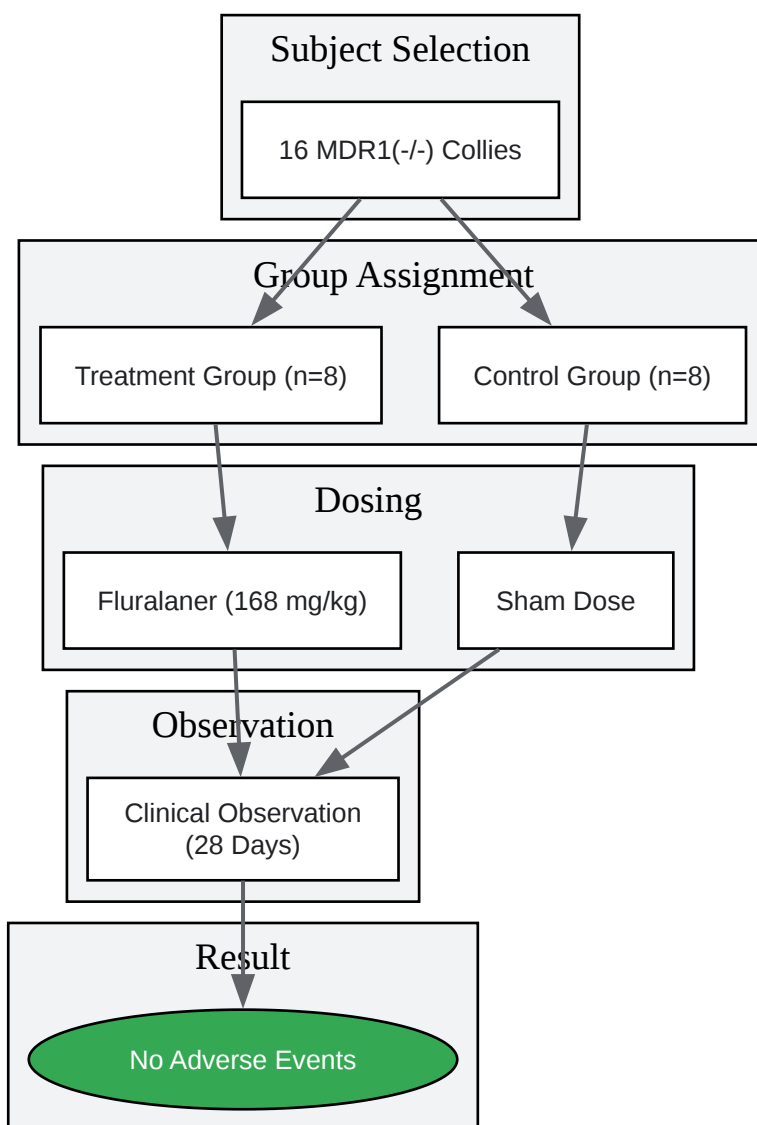 Subject Selection
16 MDR1(-/-) Collies
Group Assignment
Treatment Group (n=8)
Control Group (n=8)
Dosing
Fluralaner (168 mg/kg)
Sham Dose
Observation
Clinical Observation
(28 Days)
Result
No Adverse Events